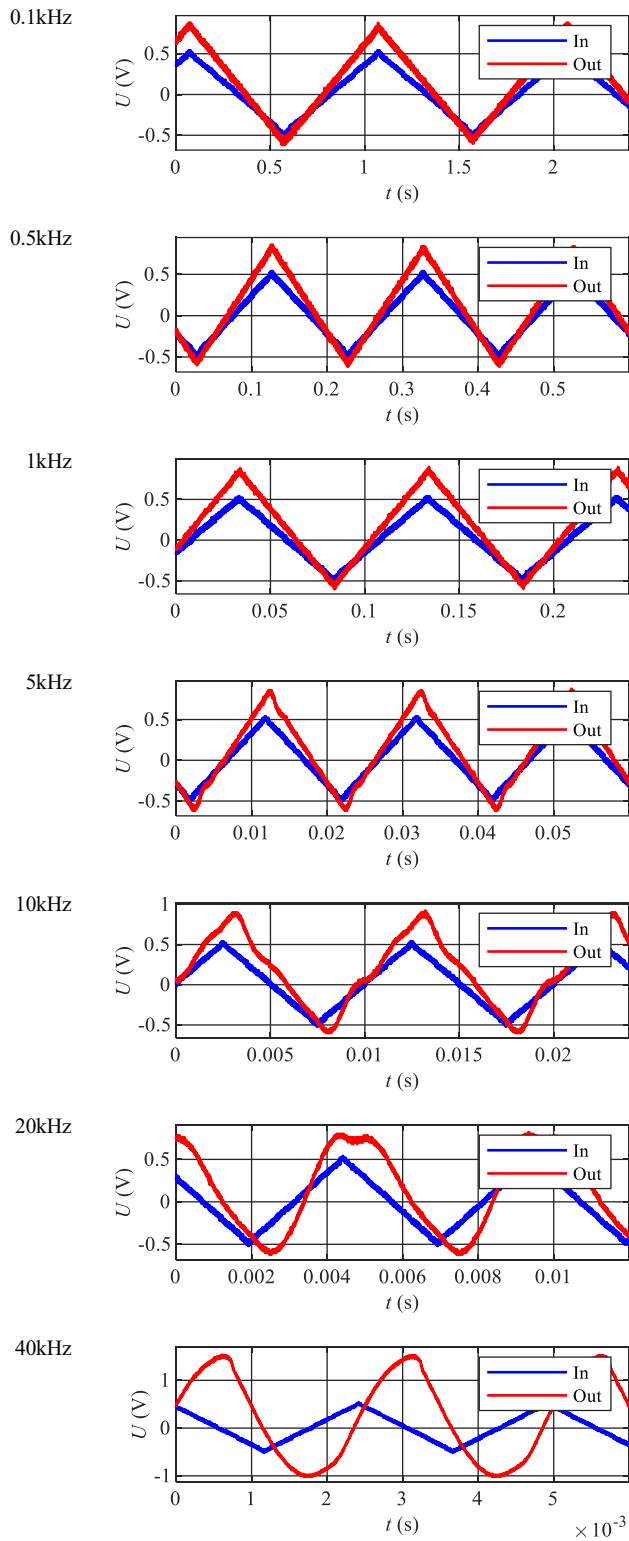 0.1kHz
0.5
0
-0.5
U (V)
In
Out
0
0.5
1
1.5
2
t (s)
0.5kHz
0.5
0
-0.5
U (V)
In
Out
0
0.1
0.2
0.3
0.4
0.5
t (s)
1kHz
0.5
0
-0.5
U (V)
In
Out
0
0.05
0.1
0.15
0.2
t (s)
5kHz
0.5
0
-0.5
U (V)
In
Out
0
0.01
0.02
0.03
0.04
0.05
t (s)
10kHz
1
0.5
0
-0.5
U (V)
In
Out
0
0.005
0.01
0.015
0.02
t (s)
20kHz
0.5
0
-0.5
U (V)
In
Out
0
0.002
0.004
0.006
0.008
0.01
t (s)
40kHz
1
0
-1
U (V)
In
Out
0
1
2
3
4
5
t (s)
×10-3